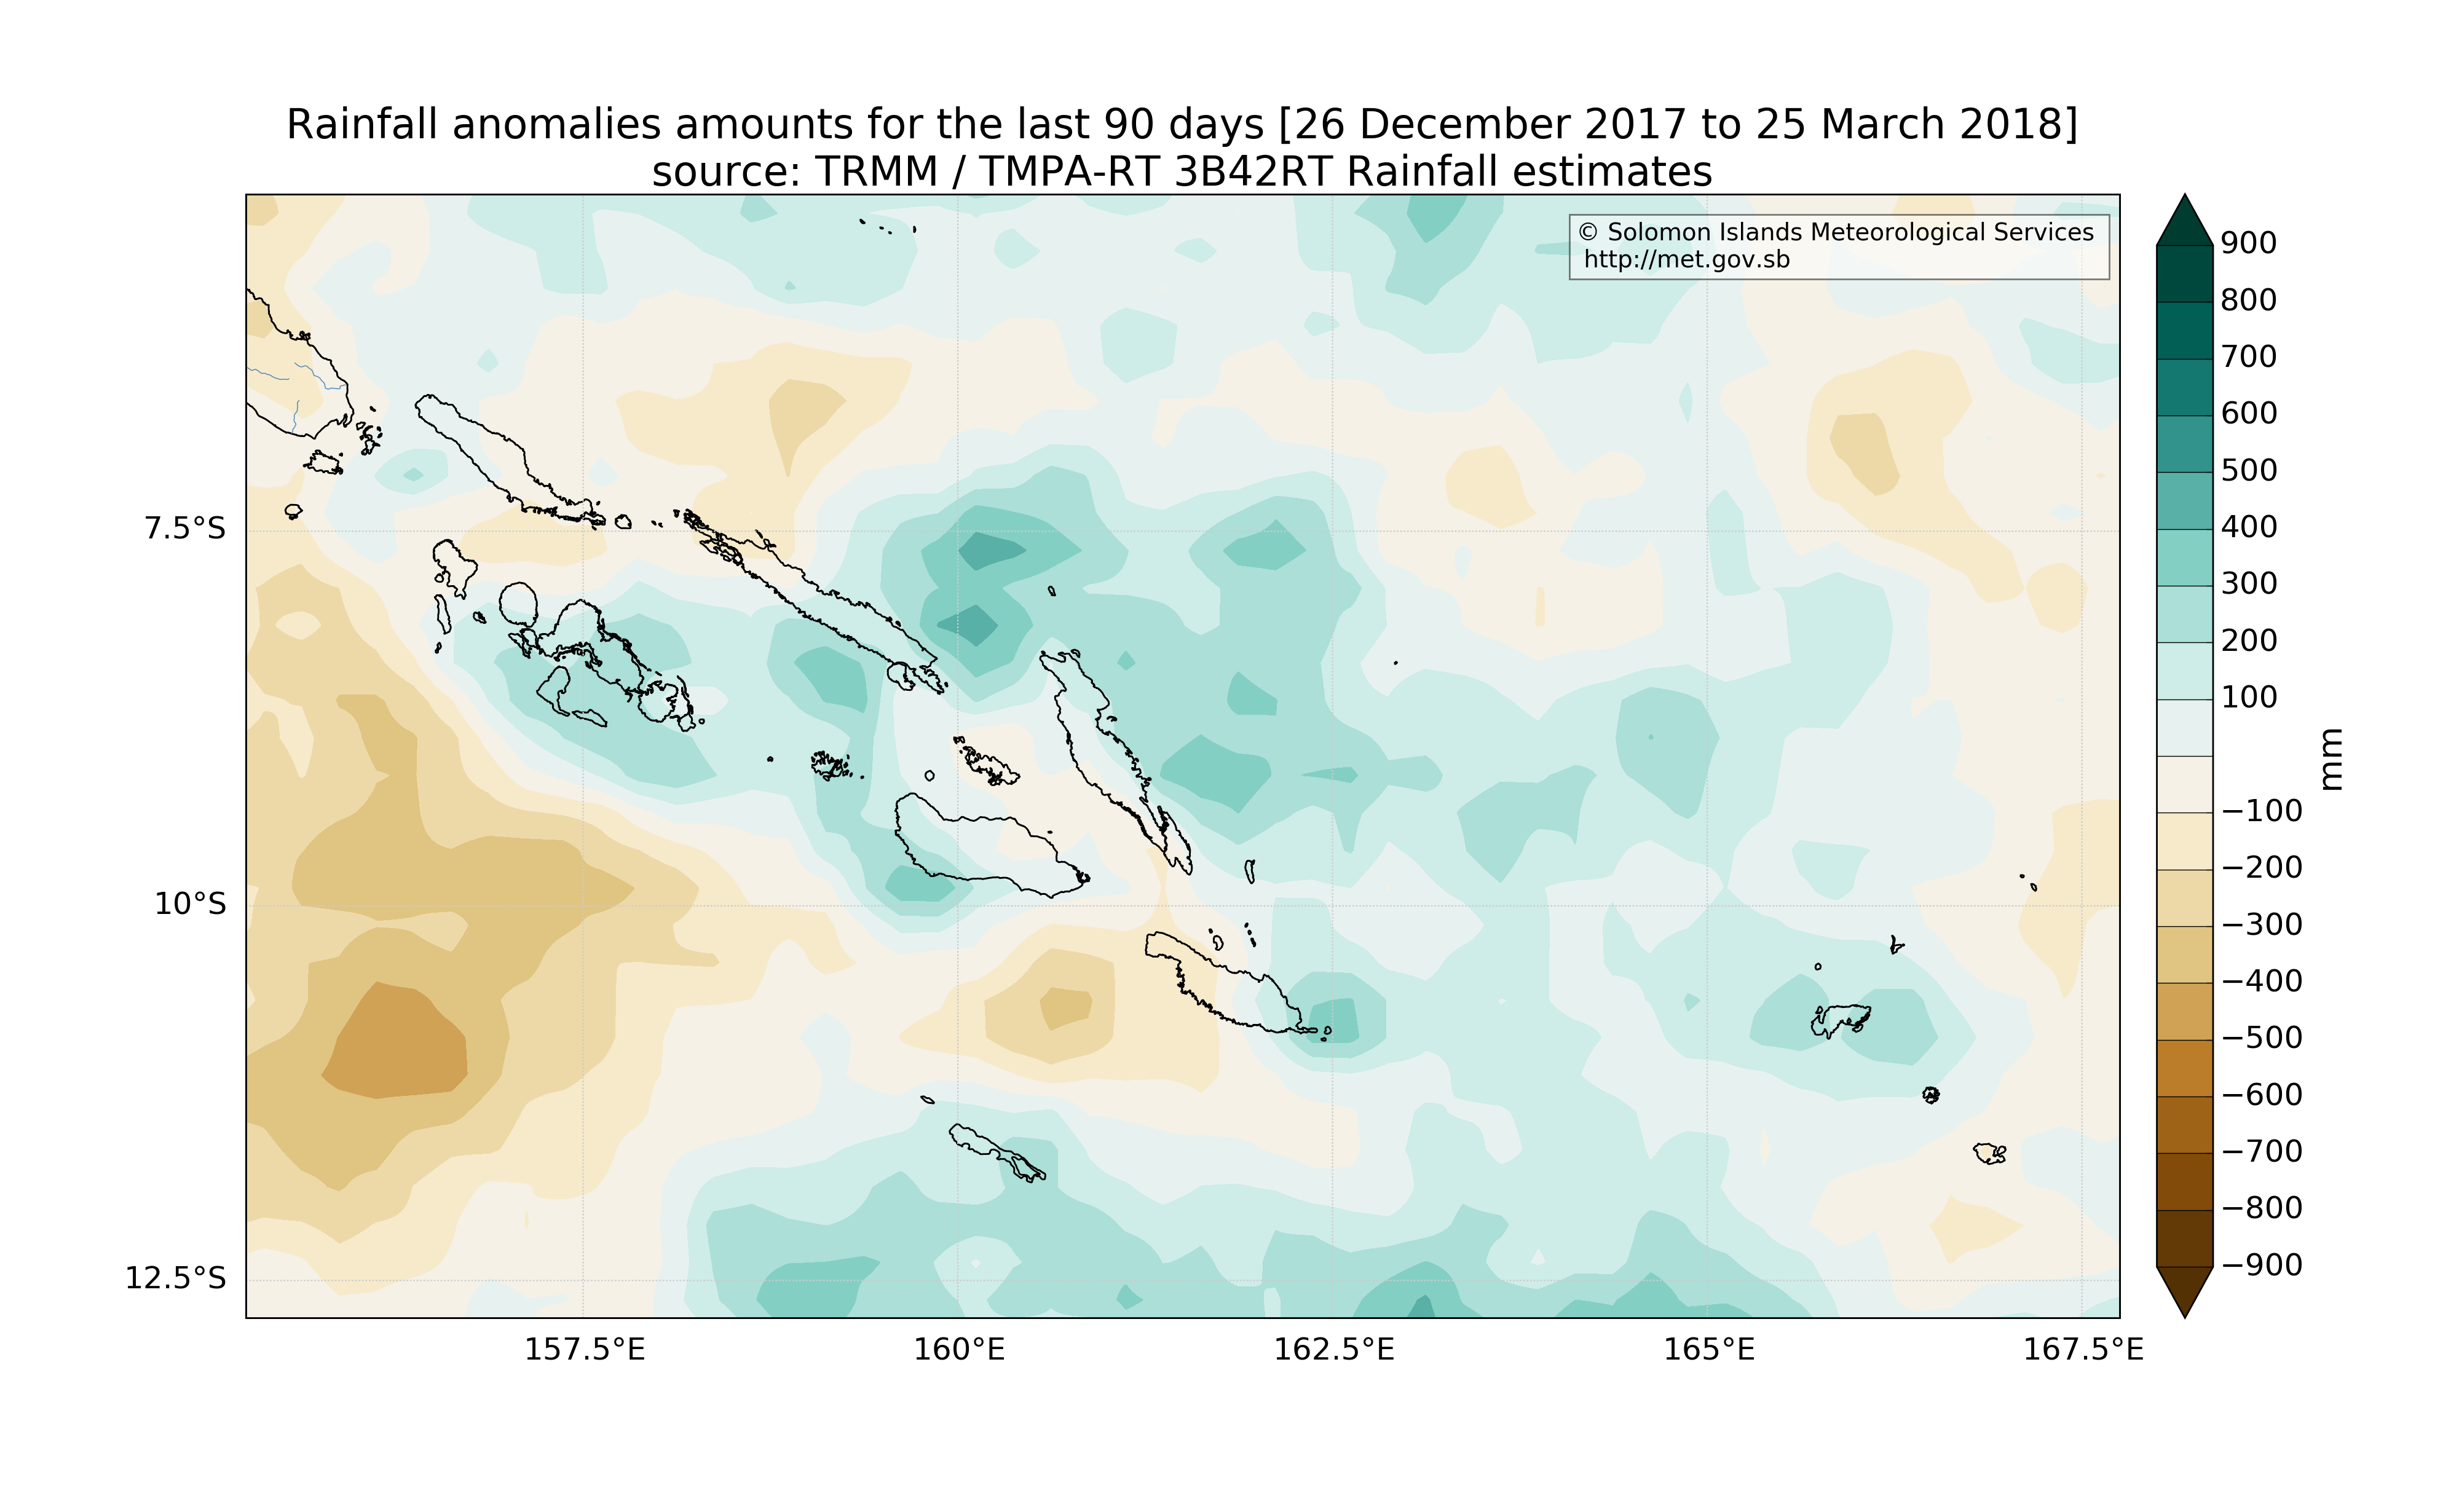 Rainfall anomalies amounts for the last 90 days [26 December 2017 to 25 March 2018]
source: TRMM / TMPA-RT 3B42RT Rainfall estimates
© Solomon Islands Meteorological Services
http://met.gov.sb
7.5°S
10°S
12.5°S
157.5°E
160°E
162.5°E
165°E
167.5°E
900
800
700
600
500
400
300
200
100
−100
−200
−300
−400
−500
−600
−700
−800
−900
mm